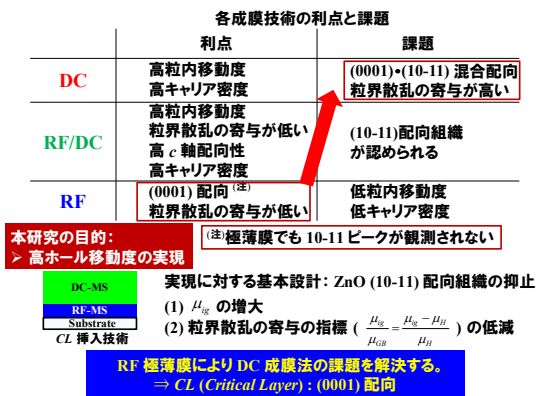 各成膜技術の利点と課題
利点 課題
DC
高粒内移動度
高キャリア密度
(0001)•(10-11) 混合配向
粒界散乱の寄与が高い
RF/DC
高粒内移動度
粒界散乱の寄与が低い
高 c 軸配向性
高キャリア密度
(10-11)配向組織
が認められる
RF
(0001) 配向 (注)
粒界散乱の寄与が低い
低粒内移動度
低キャリア密度
本研究の目的:
➢ 高ホール移動度の実現
(注)極薄膜でも 10-11 ピークが観測されない
DC-MS
RF-MS
Substrate
CL 挿入技術
実現に対する基本設計: ZnO (10-11) 配向組織の抑止
(1) μ_ig の増大
(2) 粒界散乱の寄与の指標 ( μ_ig/μ_GB = (μ_ig − μ_H)/μ_H ) の低減
RF 極薄膜により DC 成膜法の課題を解決する。
⇒ CL (Critical Layer) : (0001) 配向